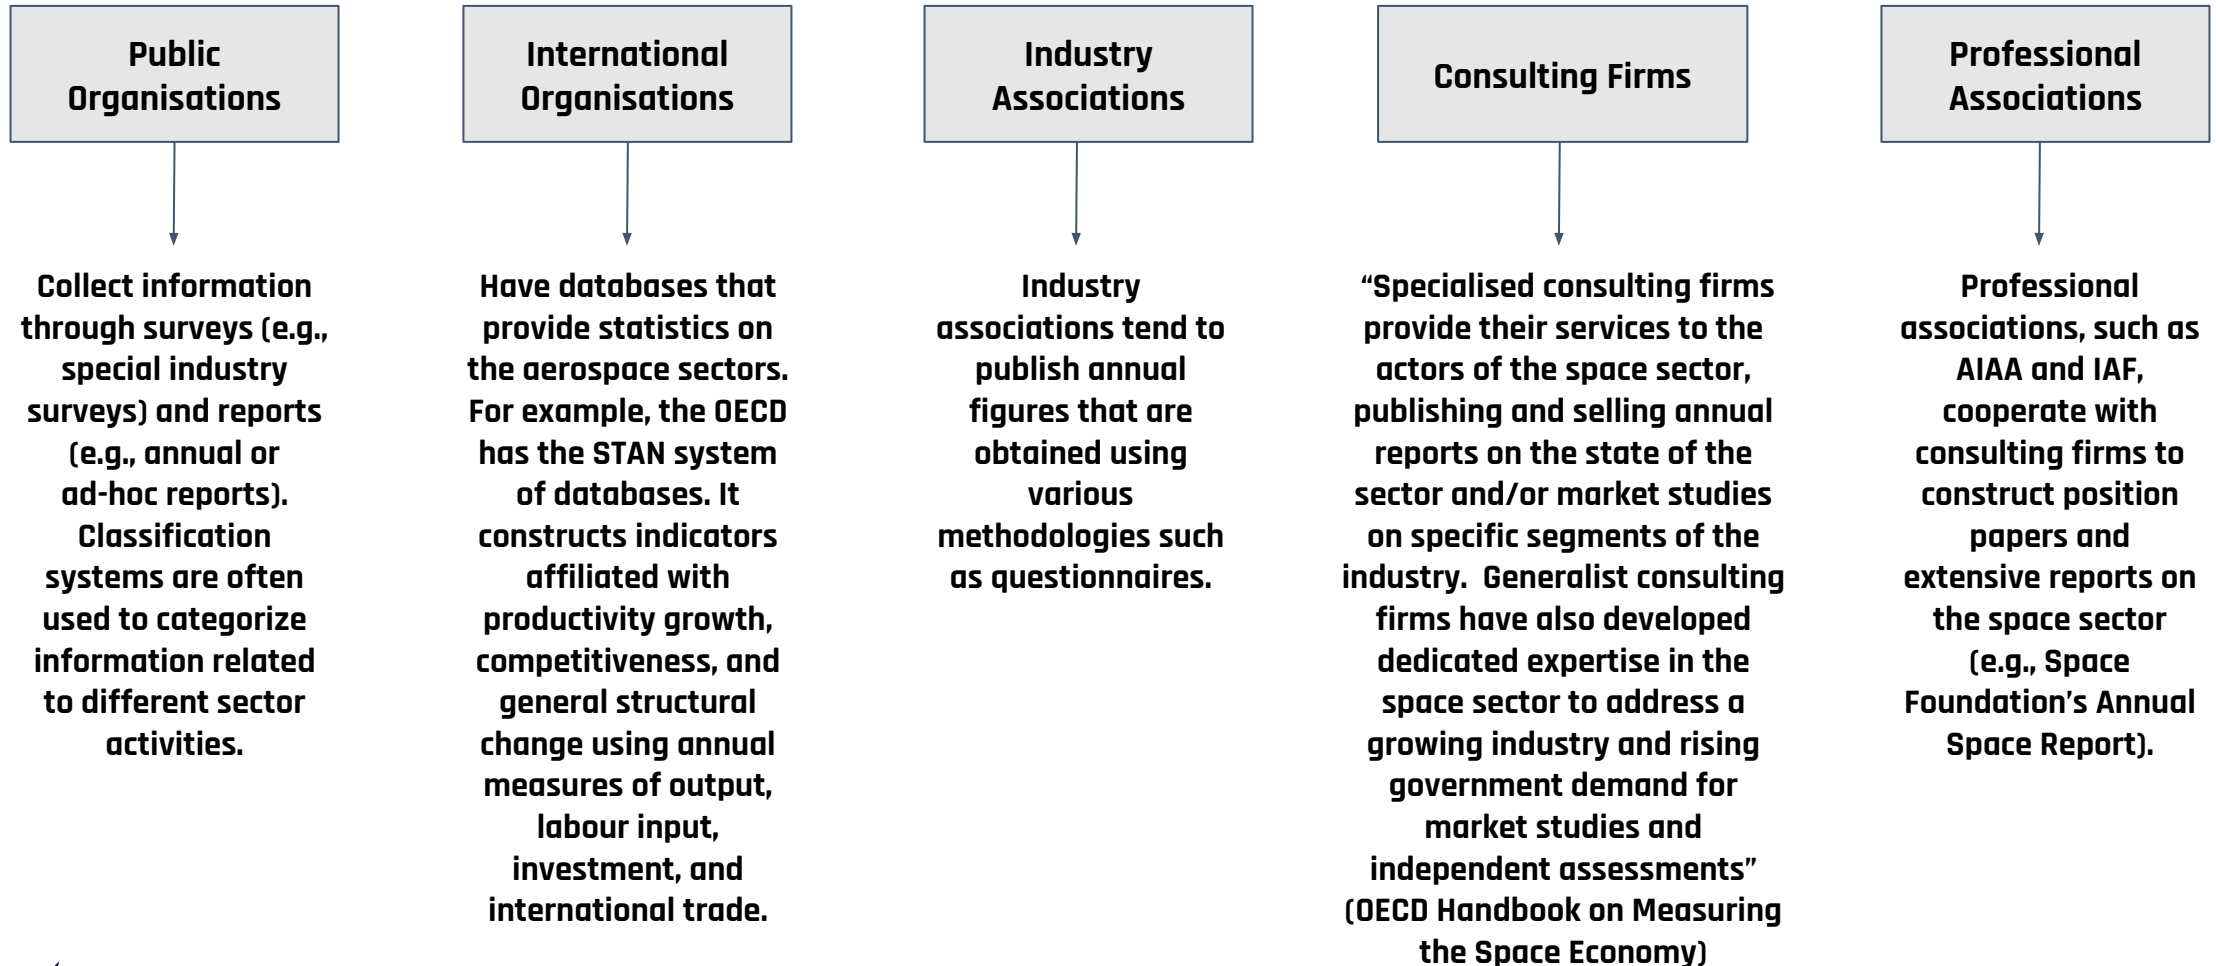 Public
Organisations
International
Organisations
Industry
Associations
Consulting Firms
Professional
Associations
Collect information
through surveys (e.g.,
special industry
surveys) and reports
(e.g., annual or
ad-hoc reports).
Classification
systems are often
used to categorize
information related
to different sector
activities.
Have databases that
provide statistics on
the aerospace sectors.
For example, the OECD
has the STAN system
of databases. It
constructs indicators
affiliated with
productivity growth,
competitiveness, and
general structural
change using annual
measures of output,
labour input,
investment, and
international trade.
Industry
associations tend to
publish annual
figures that are
obtained using
various
methodologies such
as questionnaires.
“Specialised consulting firms
provide their services to the
actors of the space sector,
publishing and selling annual
reports on the state of the
sector and/or market studies
on specific segments of the
industry.  Generalist consulting
firms have also developed
dedicated expertise in the
space sector to address a
growing industry and rising
government demand for
market studies and
independent assessments”
(OECD Handbook on Measuring
the Space Economy)
Professional
associations, such as
AIAA and IAF,
cooperate with
consulting firms to
construct position
papers and
extensive reports on
the space sector
(e.g., Space
Foundation’s Annual
Space Report).